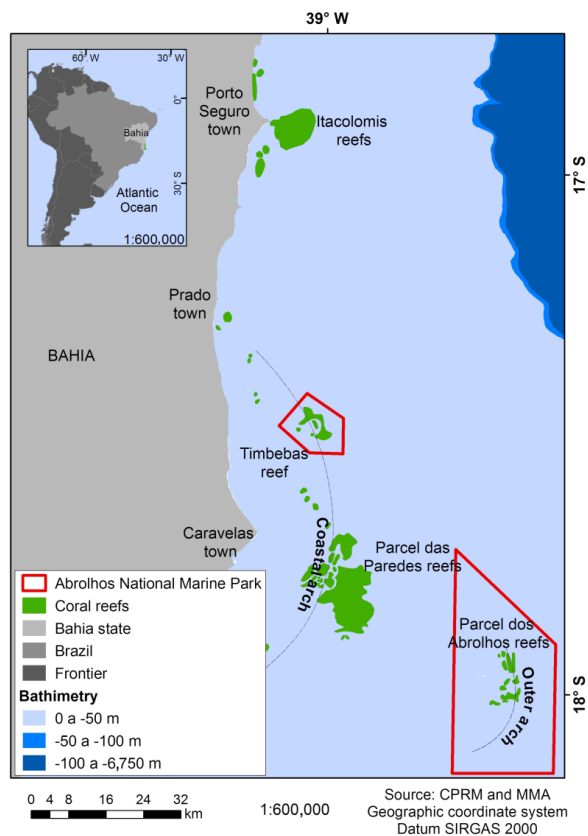 39° W
60° W
30° W
0°
Bahia
30° S
Atlantic
Ocean
1:600,000
Porto
Seguro
town
Itacolomis
reefs
17° S
Prado
town
BAHIA
Timbebas
reef
Caravelas
town
Coastal arch
Parcel das
Paredes reefs
Parcel dos
Abrolhos reefs
Outer arch
18° S
Abrolhos National Marine Park
Coral reefs
Bahia state
Brazil
Frontier
Bathimetry
0 a -50 m
-50 a -100 m
-100 a -6,750 m
0 4 8 16 24 32
km
1:600,000
Source: CPRM and MMA
Geographic coordinate system
Datum SIRGAS 2000